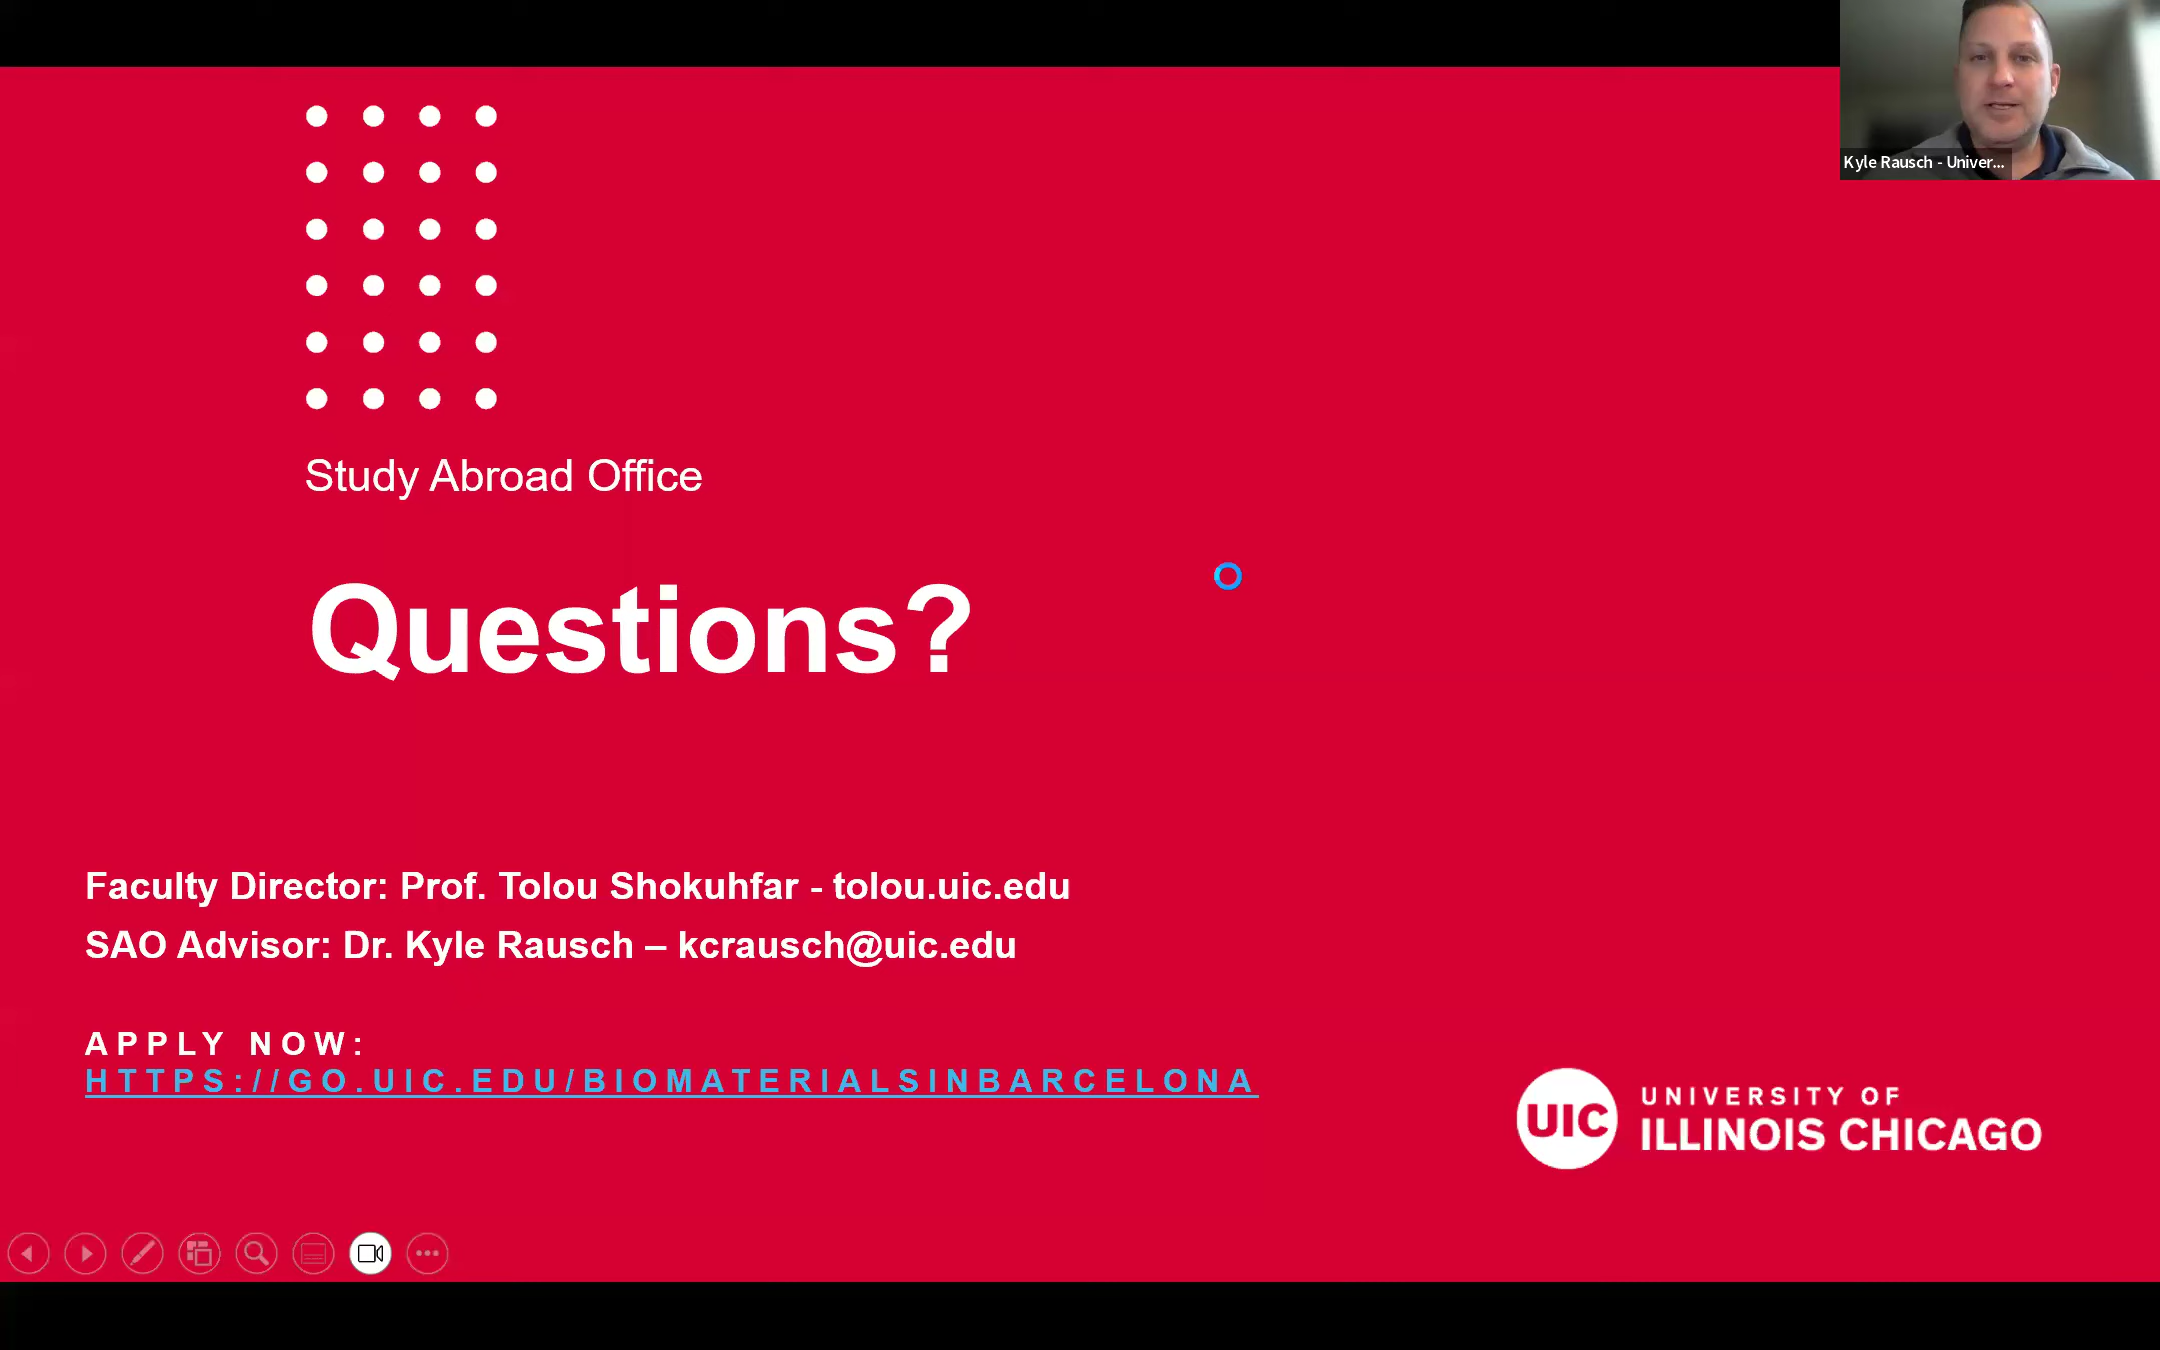 Kyle Rausch - Univer...
Study Abroad Office
Questions?
Faculty Director: Prof. Tolou Shokuhfar - tolou.uic.edu
SAO Advisor: Dr. Kyle Rausch – kcrausch@uic.edu
APPLY NOW:
HTTPS://GO.UIC.EDU/BIOMATERIALSINBARCELONA
UIC
UNIVERSITY OF
ILLINOIS CHICAGO